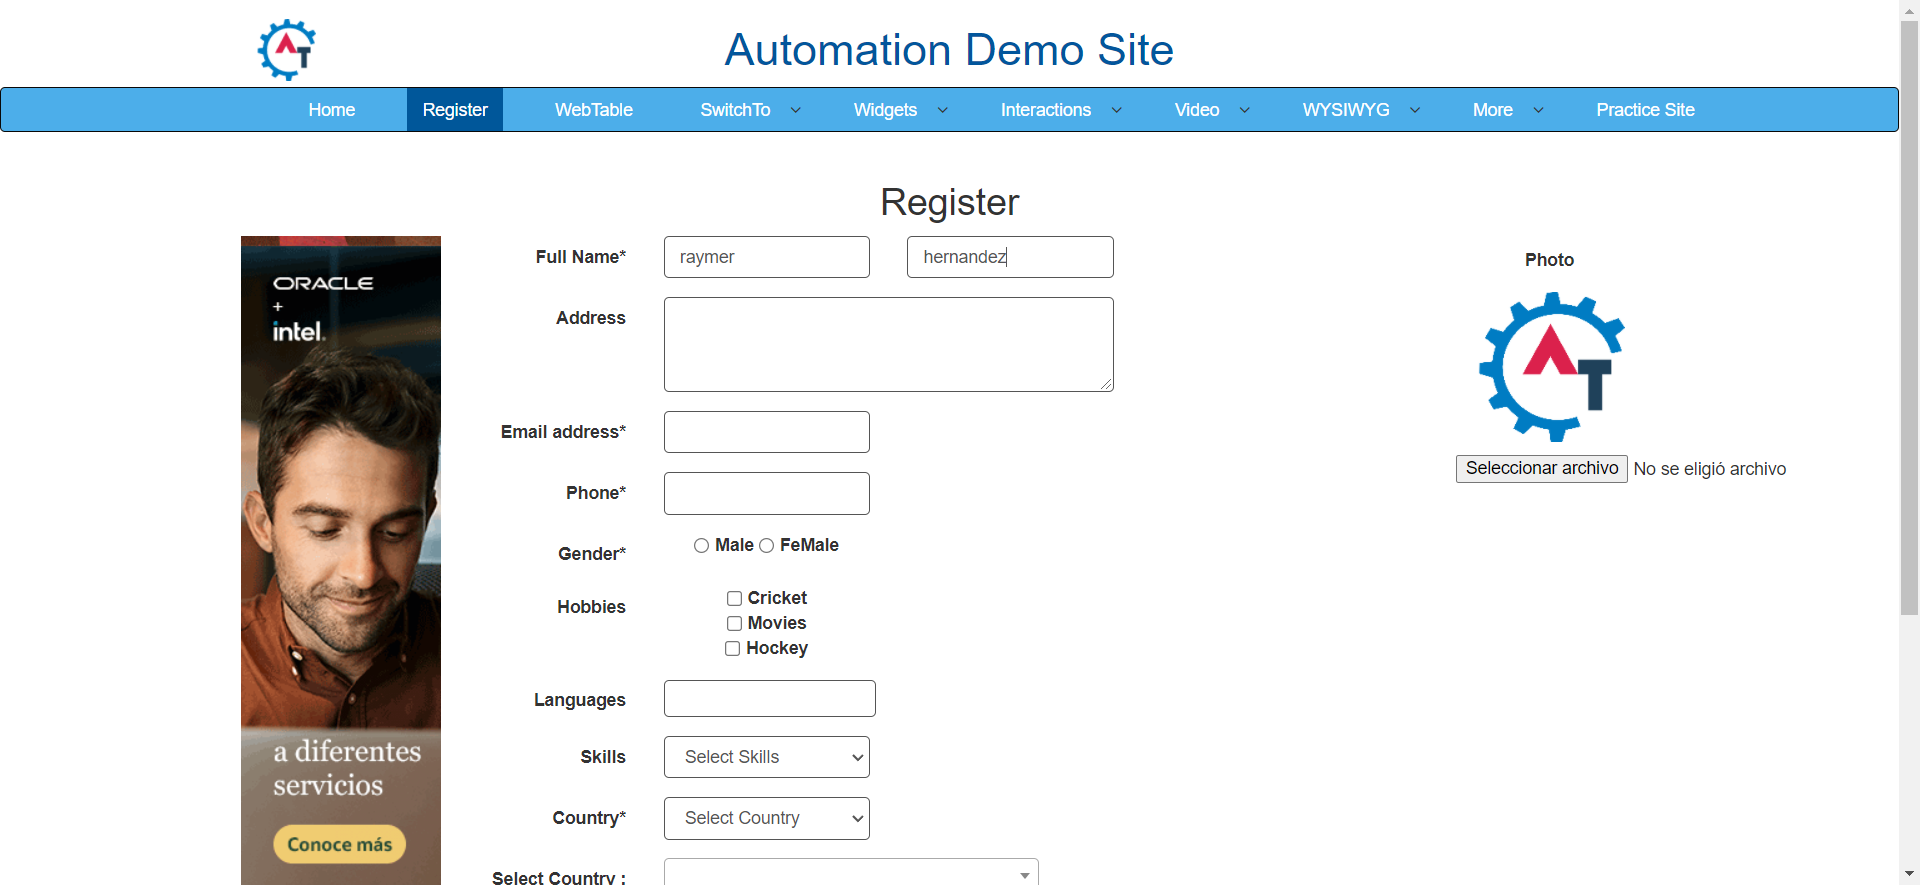 AT
Automation Demo Site
Home Register WebTable SwitchTo Widgets Interactions Video WYSIWYG More Practice Site
Register
ORACLE
+
intel.
a diferentes
servicios
Conoce más
Full Name* raymer hernandez
Address
Email address*
Phone*
Gender* Male FeMale
Hobbies Cricket
Movies
Hockey
Languages
Skills Select Skills
Country* Select Country
Select Country :
Photo
AT
Seleccionar archivo No se eligió archivo